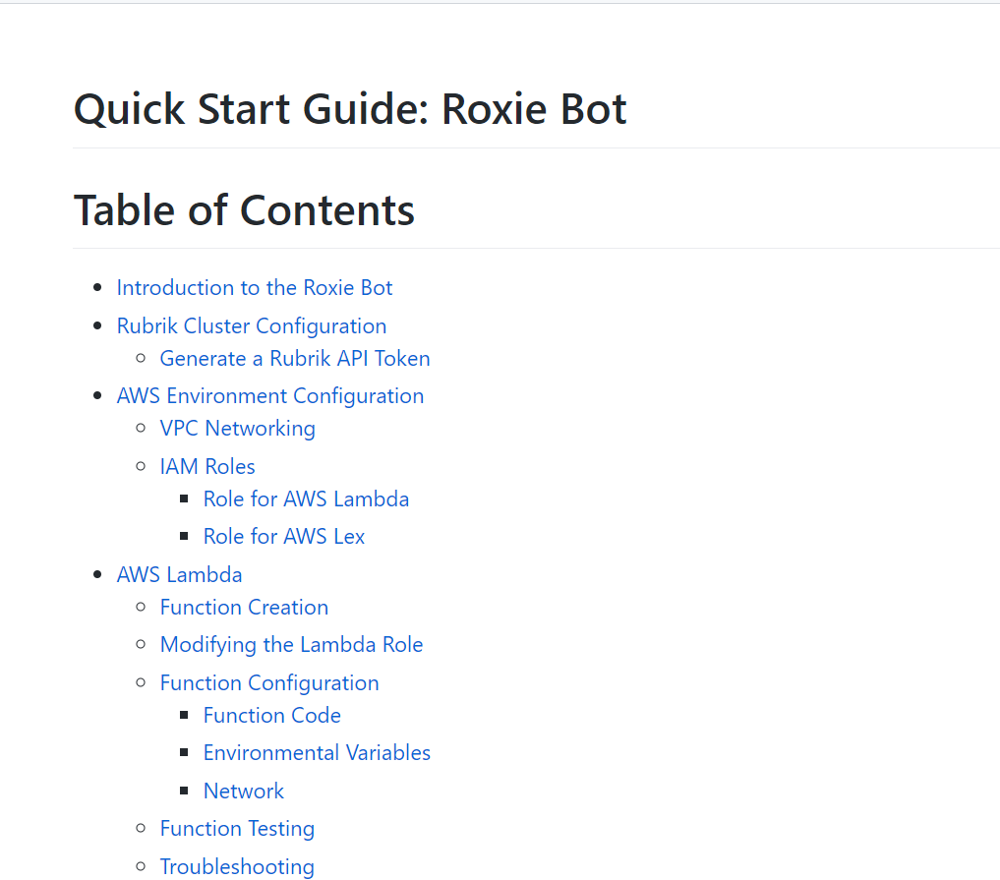 Quick Start Guide: Roxie Bot
Table of Contents
Introduction to the Roxie Bot
Rubrik Cluster Configuration
Generate a Rubrik API Token
AWS Environment Configuration
VPC Networking
IAM Roles
Role for AWS Lambda
Role for AWS Lex
AWS Lambda
Function Creation
Modifying the Lambda Role
Function Configuration
Function Code
Environmental Variables
Network
Function Testing
Troubleshooting